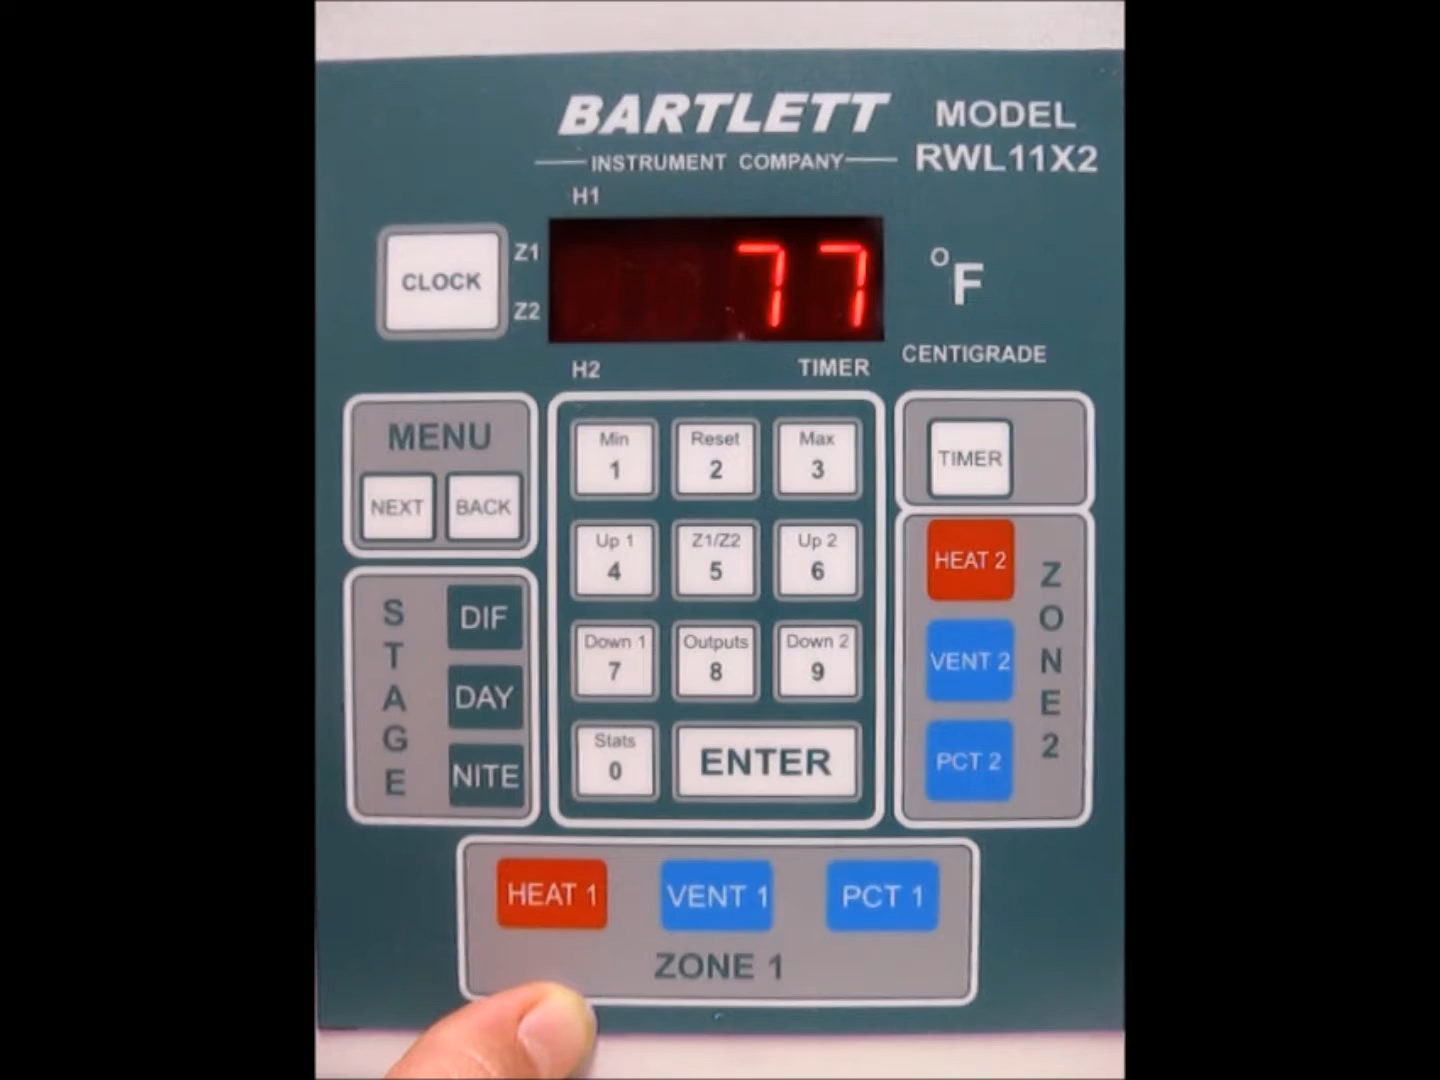 BARTLETT
INSTRUMENT COMPANY
MODEL
RWL11X2
H1
CLOCK
Z1
Z2
77
°F
H2
TIMER
CENTIGRADE
MENU
NEXT
BACK
STAGE
DIF
DAY
NITE
Min
1
Reset
2
Max
3
Up 1
4
Z1/Z2
5
Up 2
6
Down 1
7
Outputs
8
Down 2
9
Stats
0
ENTER
TIMER
HEAT 2
VENT 2
PCT 2
ZONE 2
HEAT 1
VENT 1
PCT 1
ZONE 1